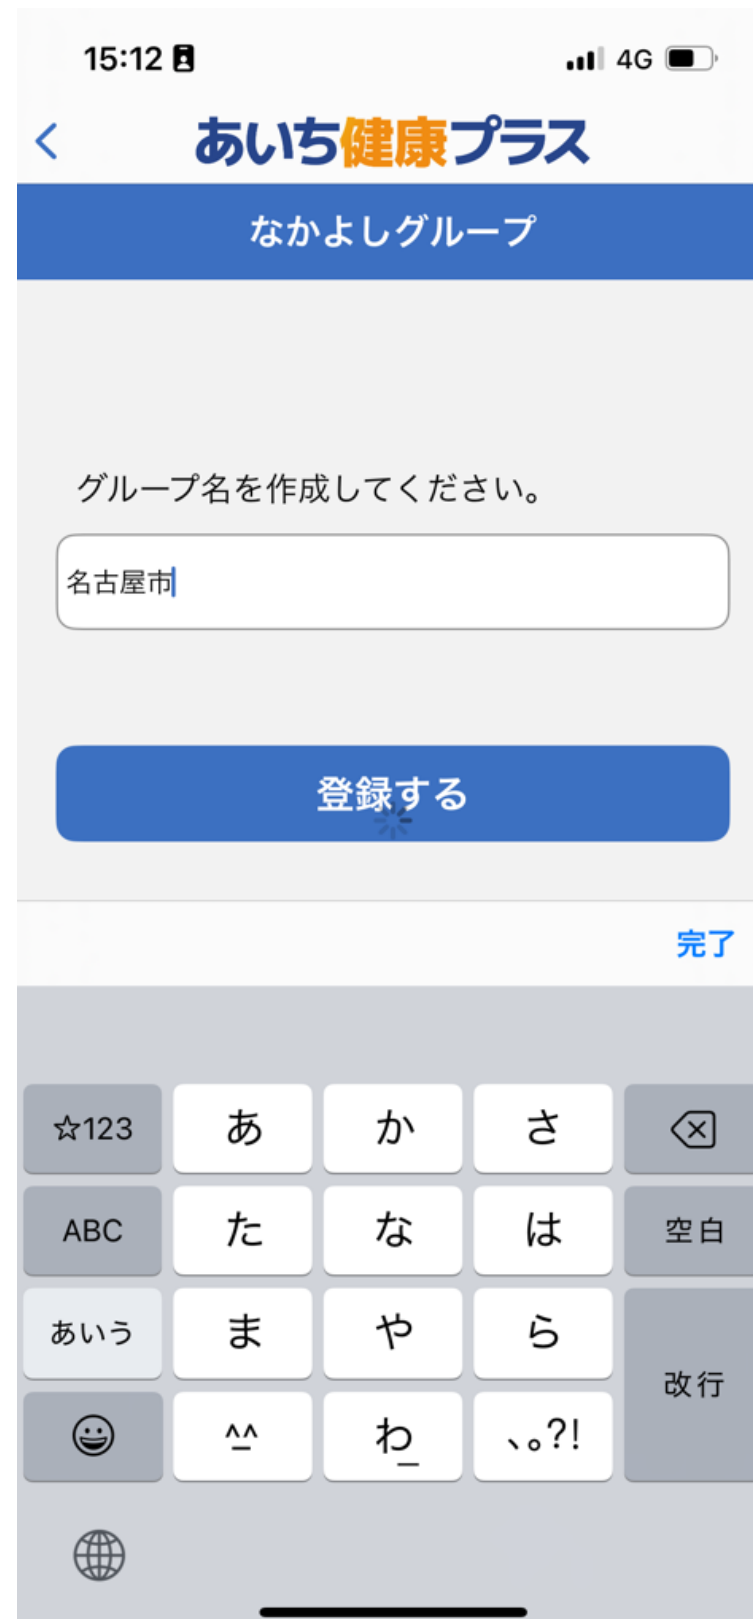 15:12 4G
あいち健康プラス
なかよしグループ
グループ名を作成してください。
名古屋市
登録する
完了
☆123 あ か さ
ABC た な は 空白
あいう ま や ら 改行
^^ わ 、。?!